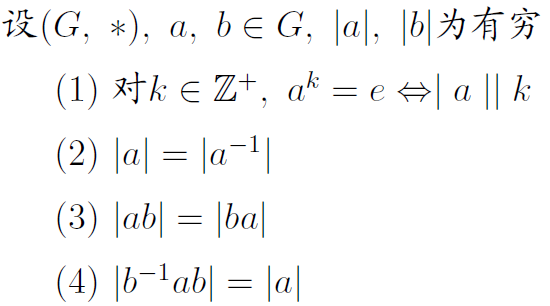 设(G, *), a, b ∈ G, |a|, |b|为有穷
(1) 对k ∈ ℤ⁺, aᵏ = e ⇔| a || k
(2) |a| = |a⁻¹|
(3) |ab| = |ba|
(4) |b⁻¹ab| = |a|